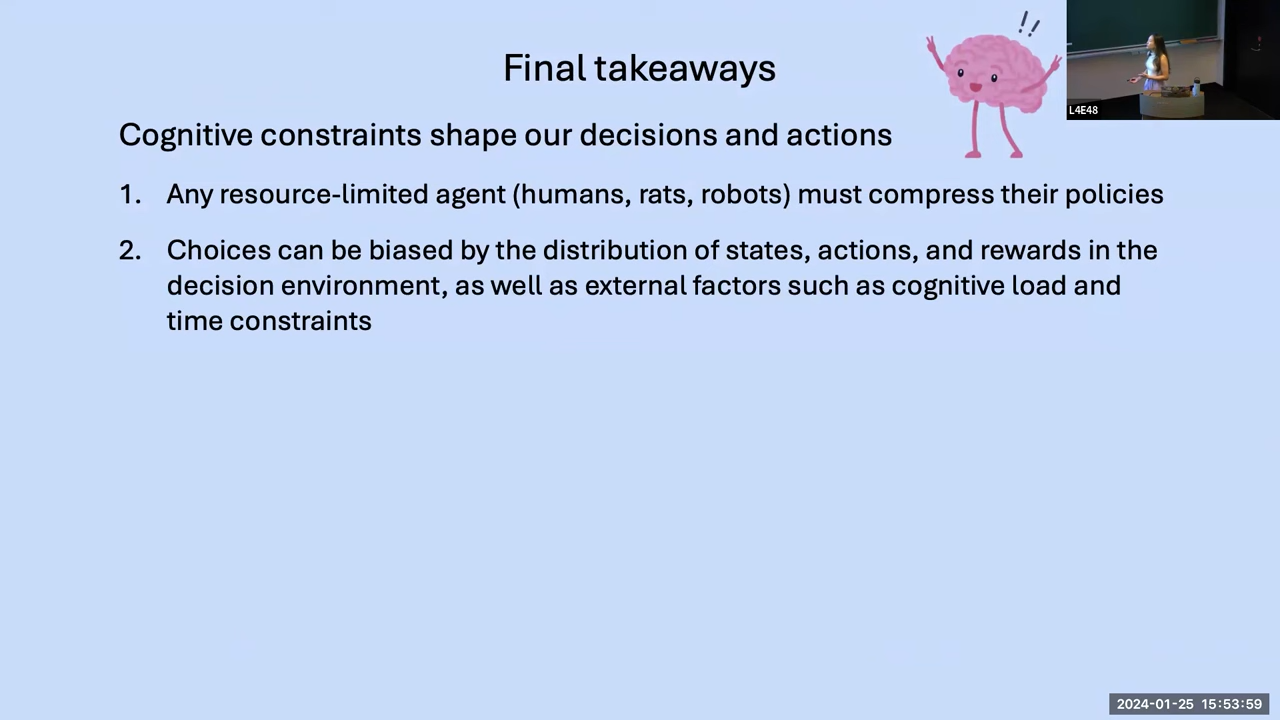 Final takeaways
L4E48
Cognitive constraints shape our decisions and actions
1. Any resource-limited agent (humans, rats, robots) must compress their policies
2. Choices can be biased by the distribution of states, actions, and rewards in the
decision environment, as well as external factors such as cognitive load and
time constraints
2024-01-25 15:53:59